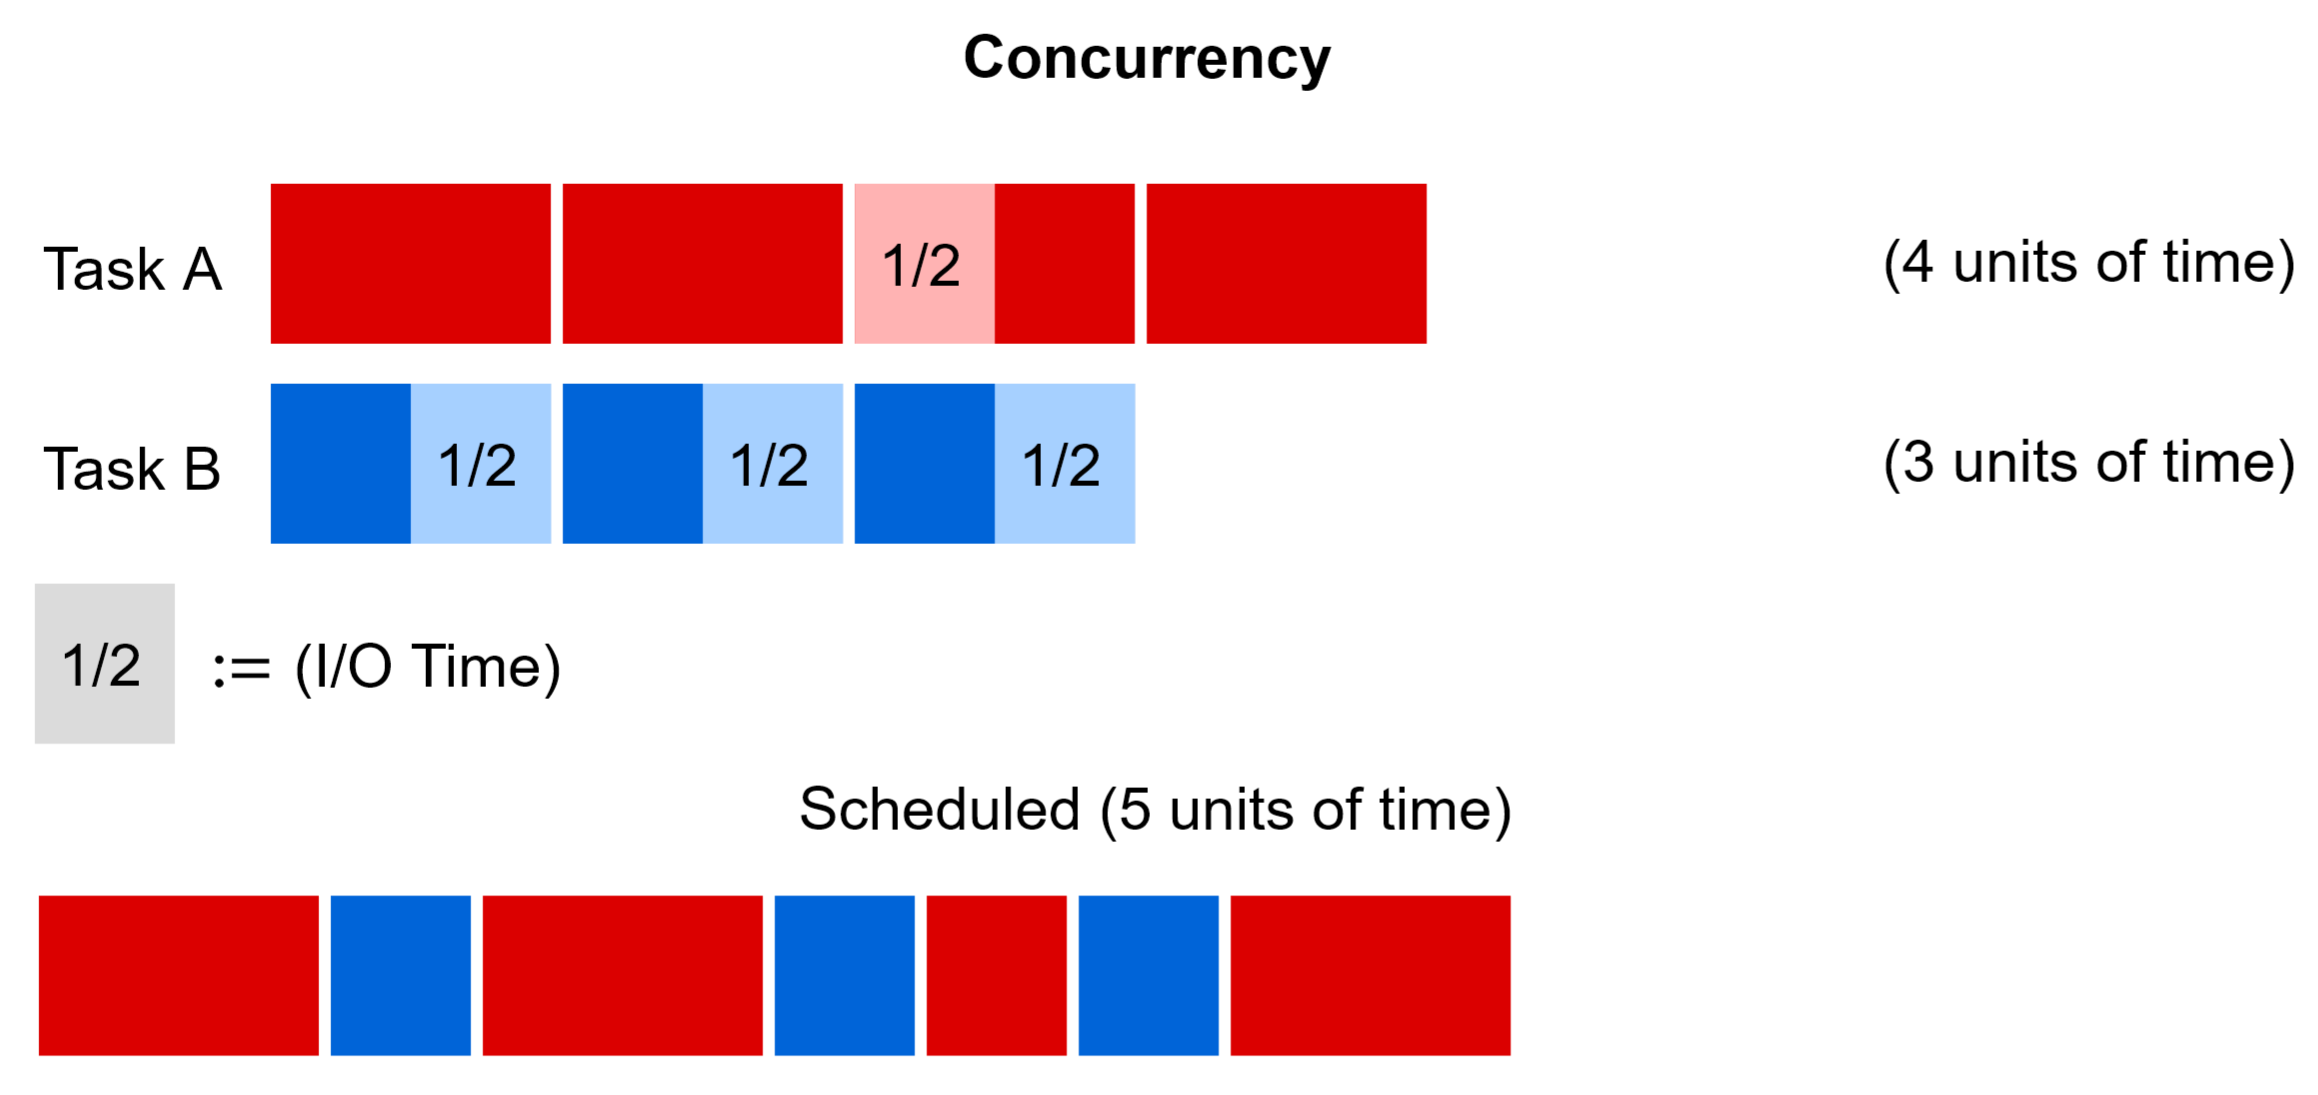 Concurrency
Task A
1/2
(4 units of time)
Task B
1/2
1/2
1/2
(3 units of time)
1/2
:= (I/O Time)
Scheduled (5 units of time)